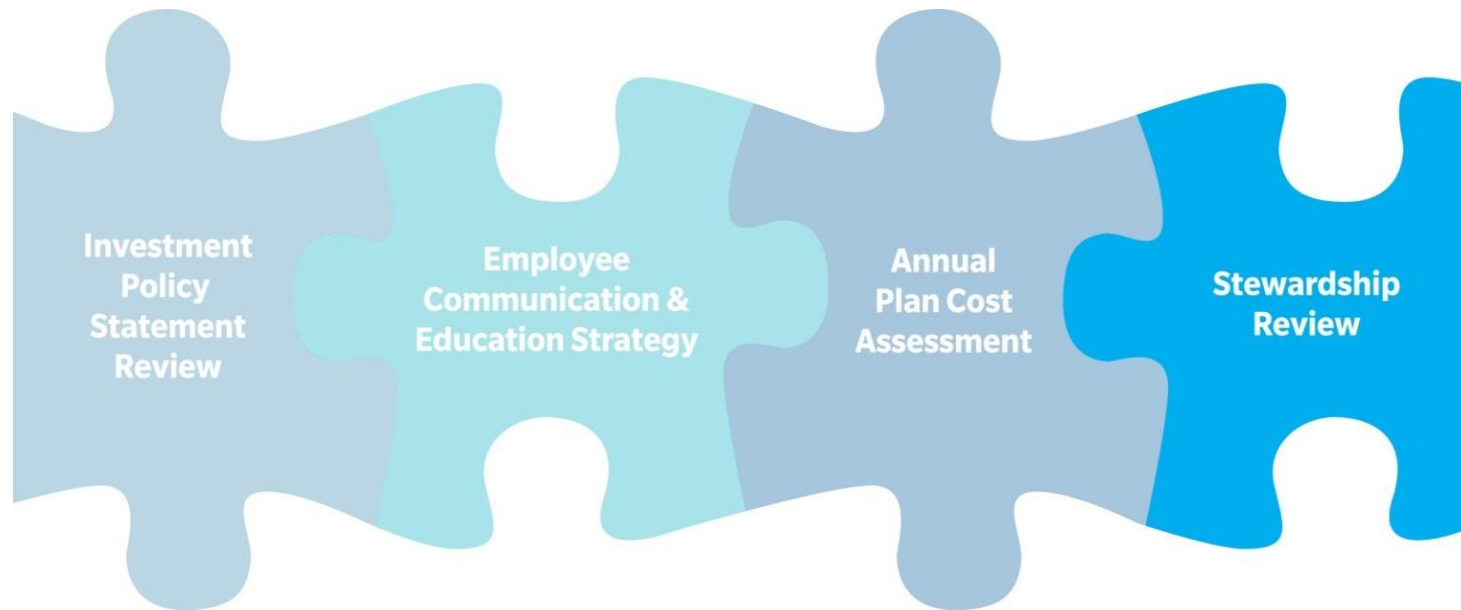 Investment
Policy
Statement
Review
Employee
Communication &
Education Strategy
Annual
Plan Cost
Assessment
Stewardship
Review